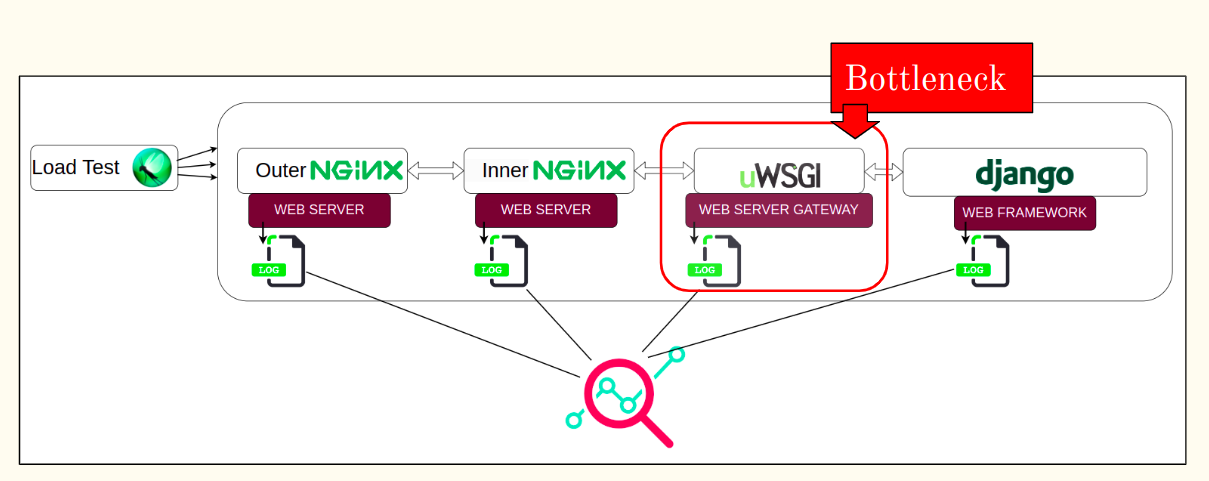 Bottleneck
Load Test
Outer NGINX
Inner NGINX
uWSGI
django
WEB SERVER
WEB SERVER
WEB SERVER GATEWAY
WEB FRAMEWORK
LOG
LOG
LOG
LOG